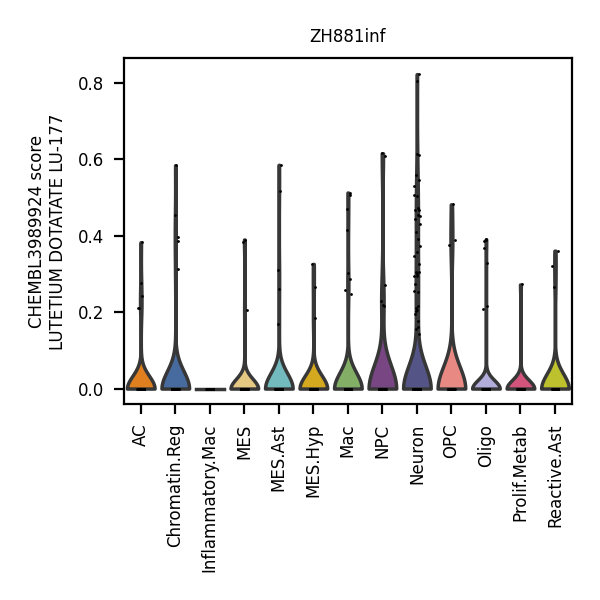 ZH881inf
CHEMBL3989924 score
LUTETIUM DOTATATE LU-177
0.8
0.6
0.4
0.2
0.0
AC
Chromatin.Reg
Inflammatory.Mac
MES
MES.Ast
MES.Hyp
Mac
NPC
Neuron
OPC
Oligo
Prolif.Metab
Reactive.Ast